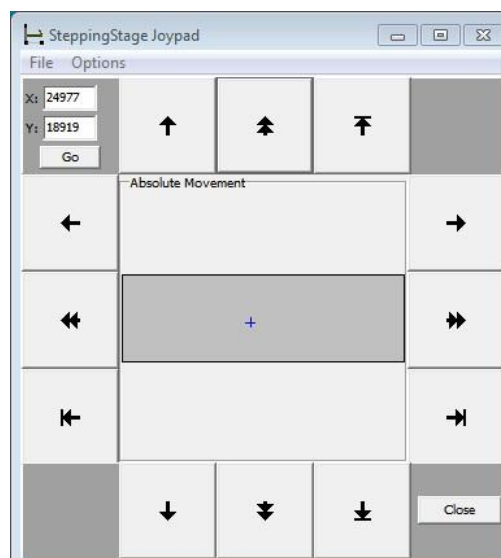 SteppingStage Joypad
File Options
X: 24977
Y: 18919
Go
Absolute Movement
Close